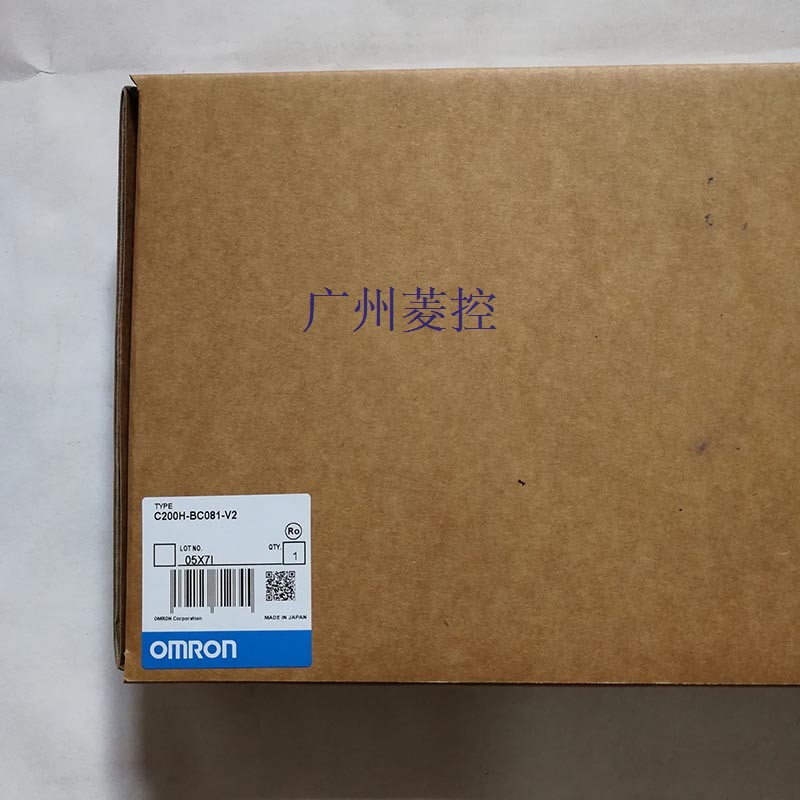 广州菱控
TYPE
C200H-BC081-V2
Ro
LOT NO.
QTY.
05X7I
1
OMRON Corporation
MADE IN JAPAN
OMRON